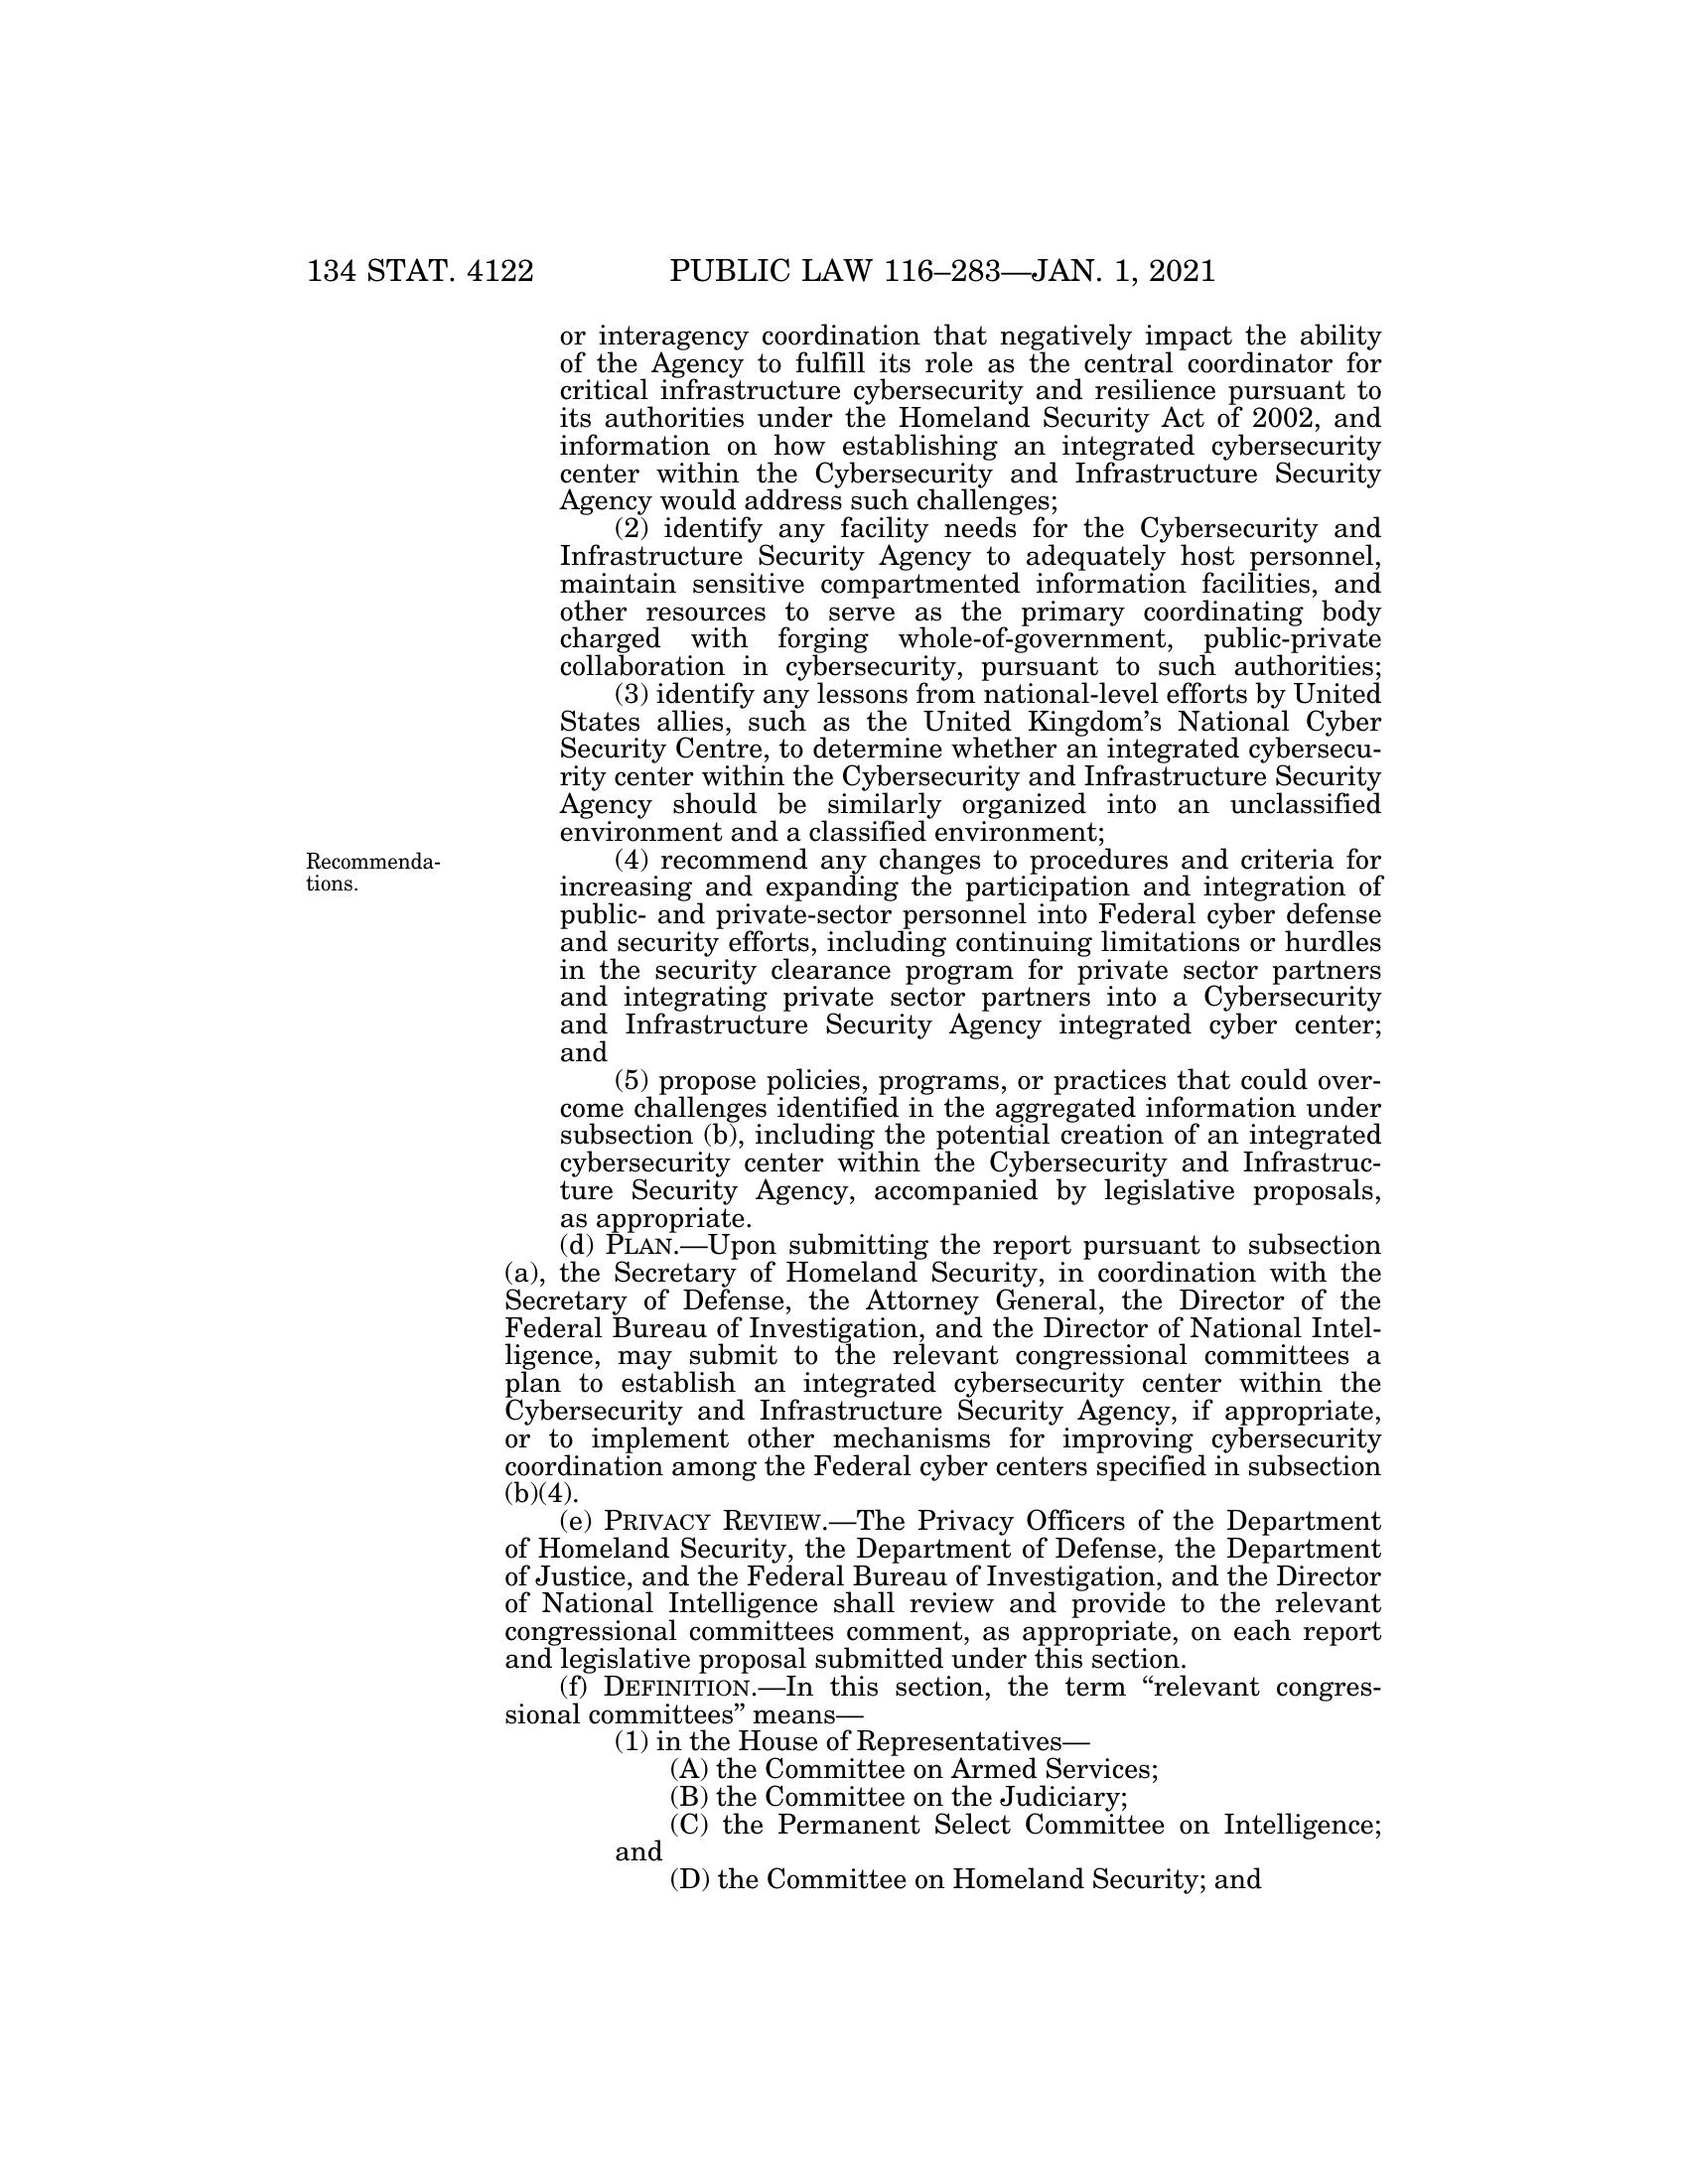 134 STAT. 4122 PUBLIC LAW 116–283—JAN. 1, 2021
or interagency coordination that negatively impact the ability
of the Agency to fulfill its role as the central coordinator for
critical infrastructure cybersecurity and resilience pursuant to
its authorities under the Homeland Security Act of 2002, and
information on how establishing an integrated cybersecurity
center within the Cybersecurity and Infrastructure Security
Agency would address such challenges;
(2) identify any facility needs for the Cybersecurity and
Infrastructure Security Agency to adequately host personnel,
maintain sensitive compartmented information facilities, and
other resources to serve as the primary coordinating body
charged with forging whole-of-government, public-private
collaboration in cybersecurity, pursuant to such authorities;
(3) identify any lessons from national-level efforts by United
States allies, such as the United Kingdom’s National Cyber
Security Centre, to determine whether an integrated cybersecu-
rity center within the Cybersecurity and Infrastructure Security
Agency should be similarly organized into an unclassified
environment and a classified environment;
Recommenda-
tions.
(4) recommend any changes to procedures and criteria for
increasing and expanding the participation and integration of
public- and private-sector personnel into Federal cyber defense
and security efforts, including continuing limitations or hurdles
in the security clearance program for private sector partners
and integrating private sector partners into a Cybersecurity
and Infrastructure Security Agency integrated cyber center;
and
(5) propose policies, programs, or practices that could over-
come challenges identified in the aggregated information under
subsection (b), including the potential creation of an integrated
cybersecurity center within the Cybersecurity and Infrastruc-
ture Security Agency, accompanied by legislative proposals,
as appropriate.
(d) PLAN.—Upon submitting the report pursuant to subsection
(a), the Secretary of Homeland Security, in coordination with the
Secretary of Defense, the Attorney General, the Director of the
Federal Bureau of Investigation, and the Director of National Intel-
ligence, may submit to the relevant congressional committees a
plan to establish an integrated cybersecurity center within the
Cybersecurity and Infrastructure Security Agency, if appropriate,
or to implement other mechanisms for improving cybersecurity
coordination among the Federal cyber centers specified in subsection
(b)(4).
(e) PRIVACY REVIEW.—The Privacy Officers of the Department
of Homeland Security, the Department of Defense, the Department
of Justice, and the Federal Bureau of Investigation, and the Director
of National Intelligence shall review and provide to the relevant
congressional committees comment, as appropriate, on each report
and legislative proposal submitted under this section.
(f) DEFINITION.—In this section, the term “relevant congres-
sional committees” means—
(1) in the House of Representatives—
(A) the Committee on Armed Services;
(B) the Committee on the Judiciary;
(C) the Permanent Select Committee on Intelligence;
and
(D) the Committee on Homeland Security; and